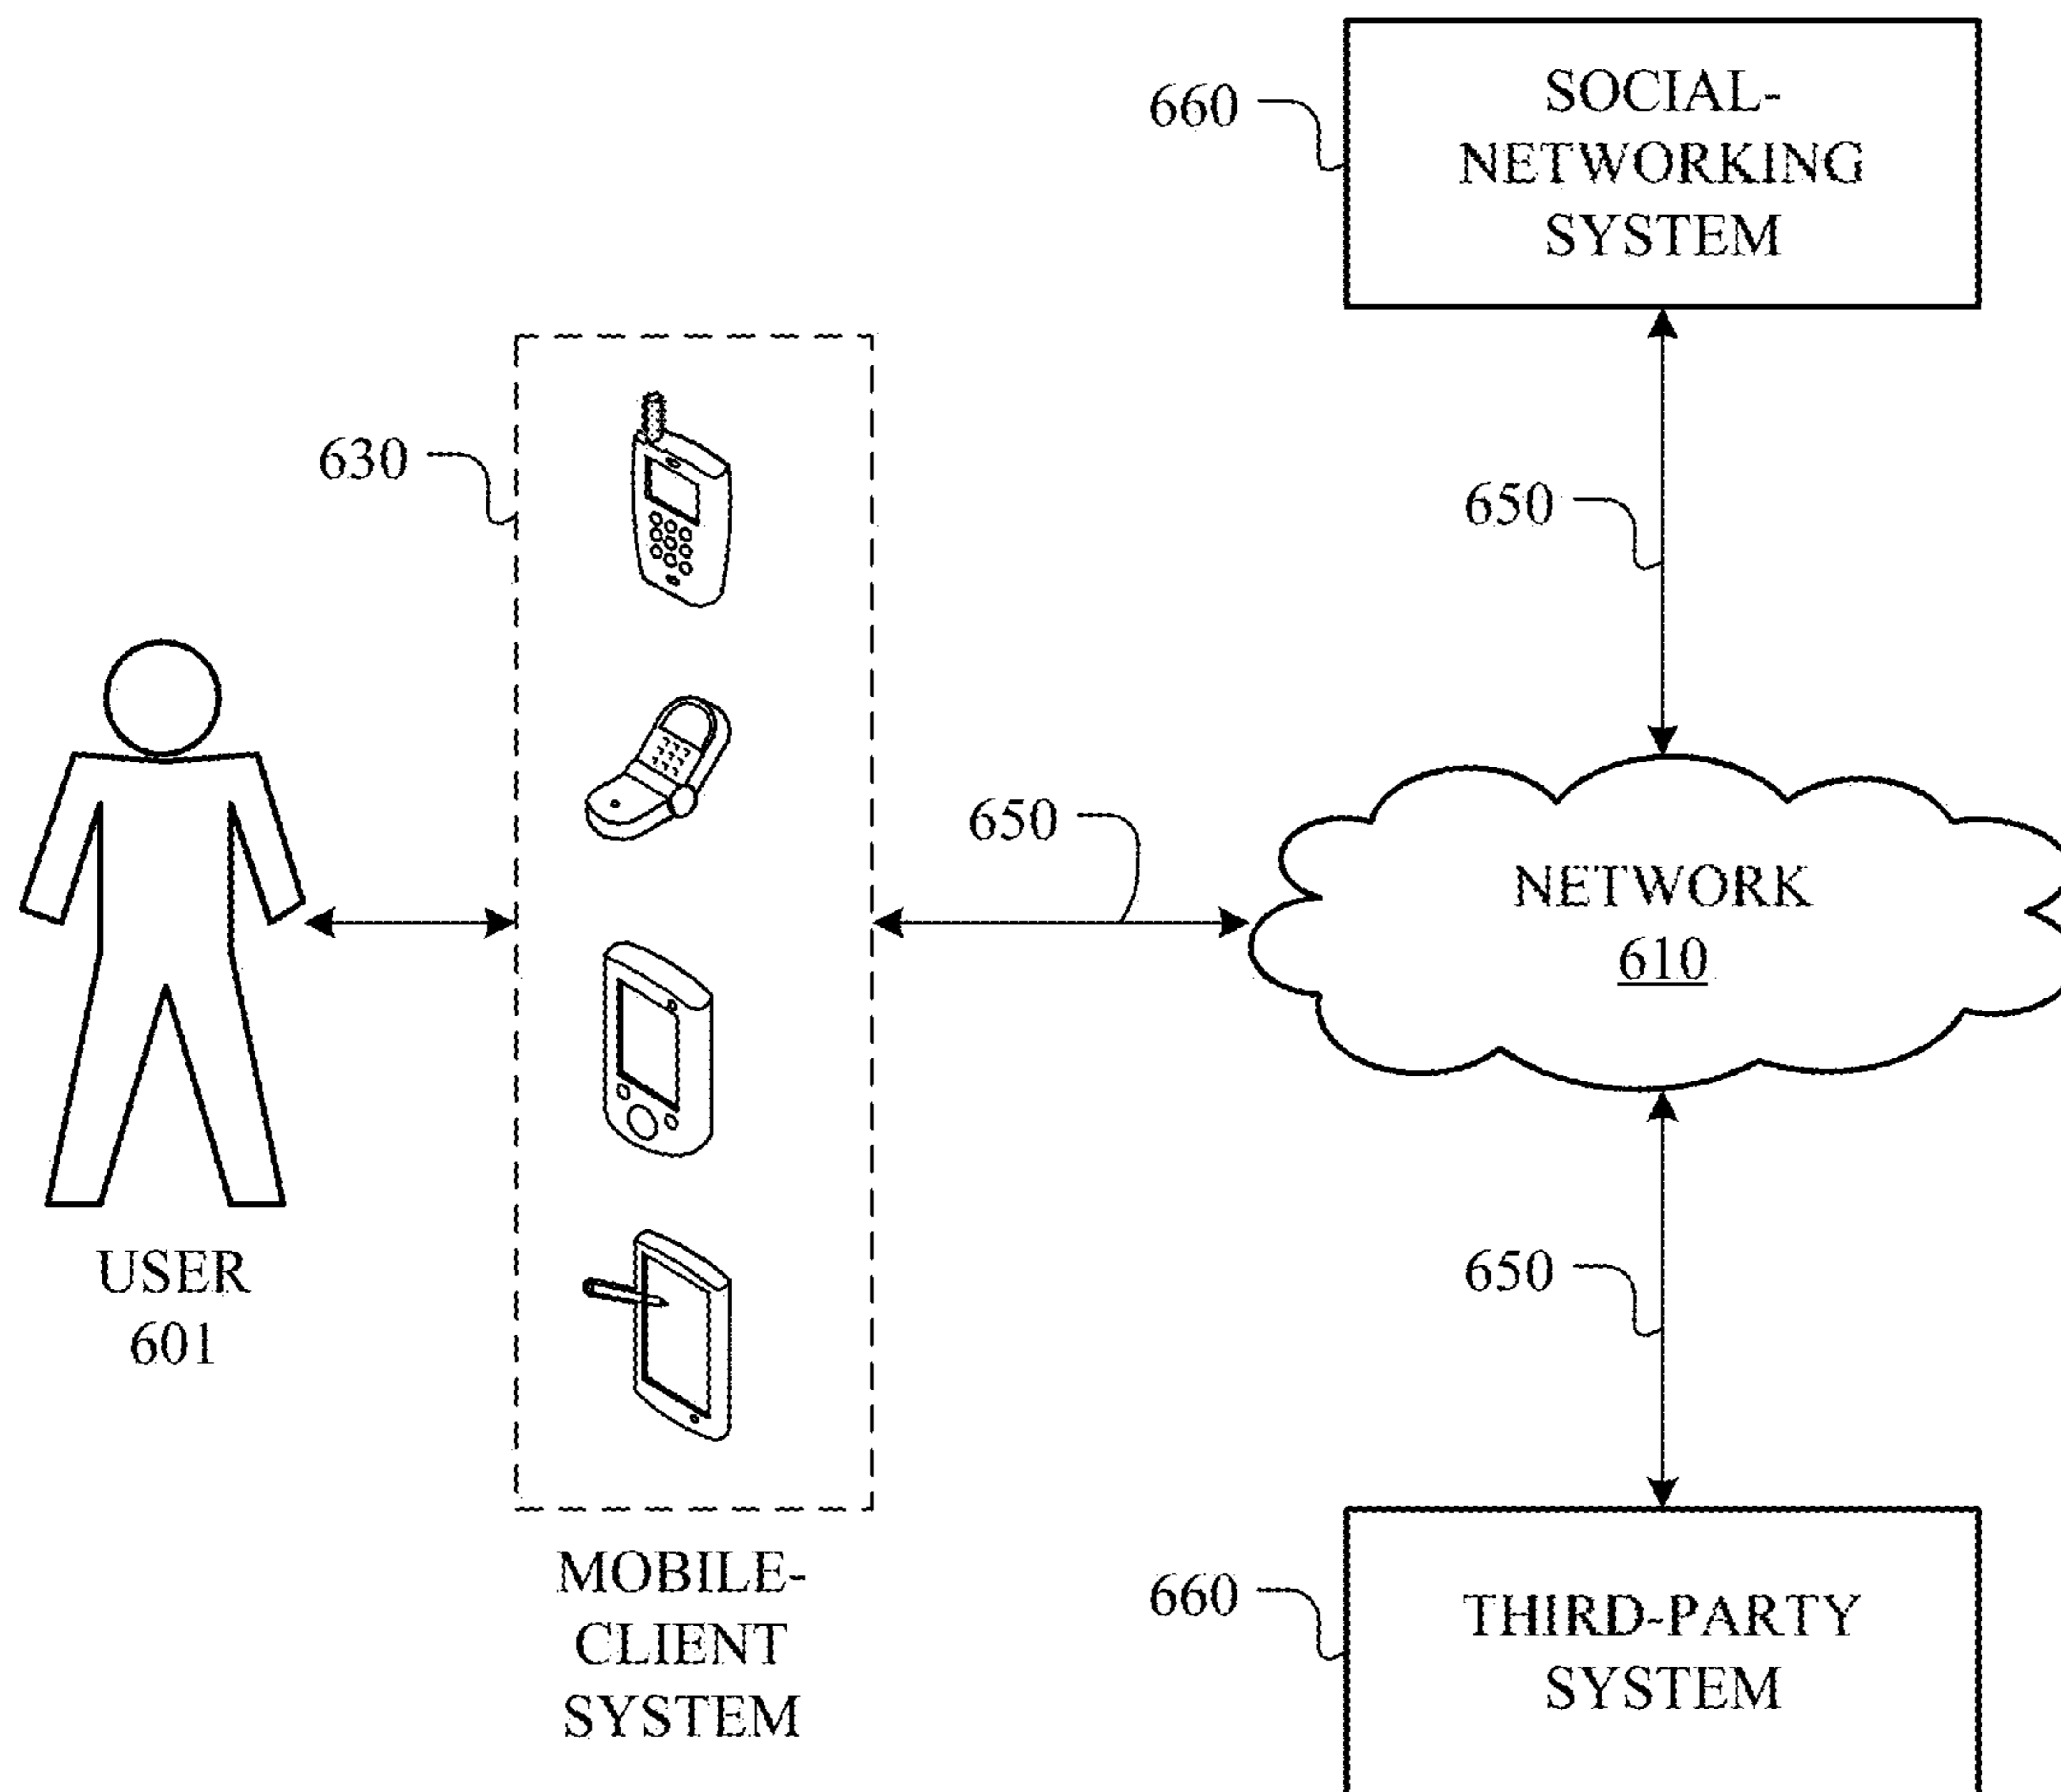 660
SOCIAL-
NETWORKING
SYSTEM
630
650
650
NETWORK
610
USER
601
650
MOBILE-
CLIENT
SYSTEM
660
THIRD-PARTY
SYSTEM